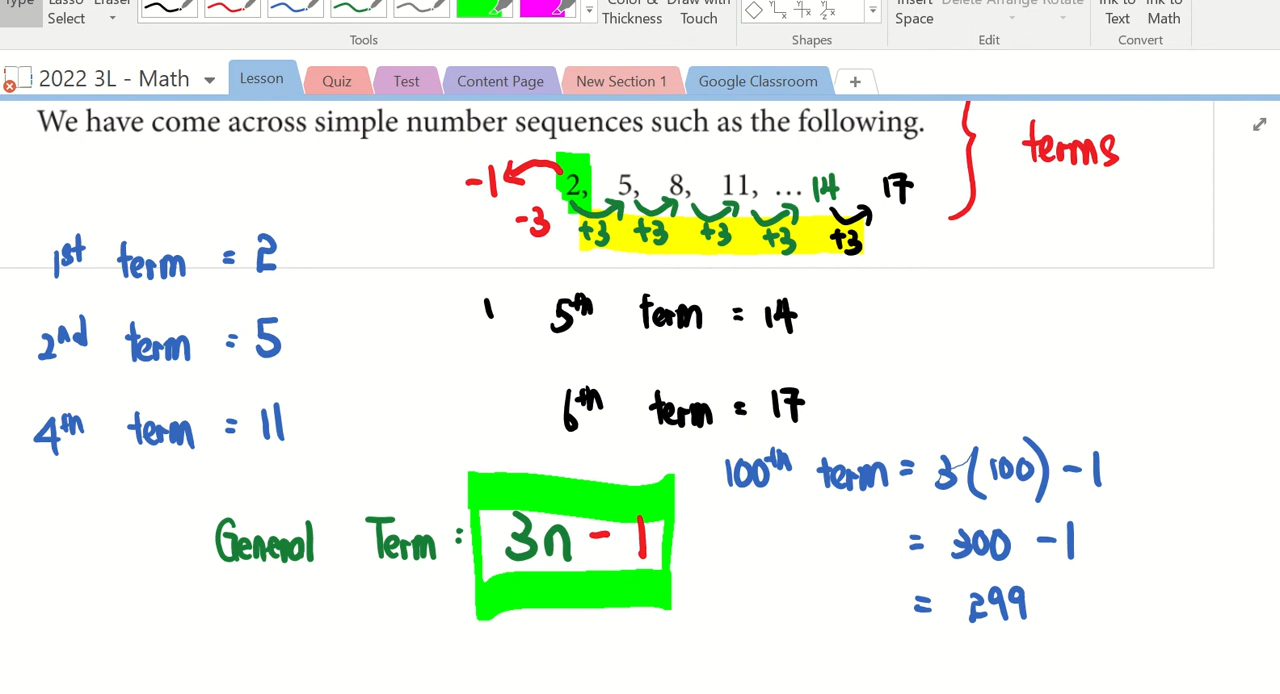 Type Lasso Select Eraser Color & Thickness Draw with Touch Insert Space Delete Arrange Rotate Ink to Text Ink to Math
Tools Shapes Edit Convert
2022 3L - Math Lesson Quiz Test Content Page New Section 1 Google Classroom +
We have come across simple number sequences such as the following.
terms
-1 2, 5, 8, 11, ... 14 17
-3 +3 +3 +3 +3 +3
1st term = 2
1 5th term = 14
2nd term = 5
6th term = 17
4th term = 11
100th term = 3(100) - 1
General Term : 3n - 1
= 300 - 1
= 299